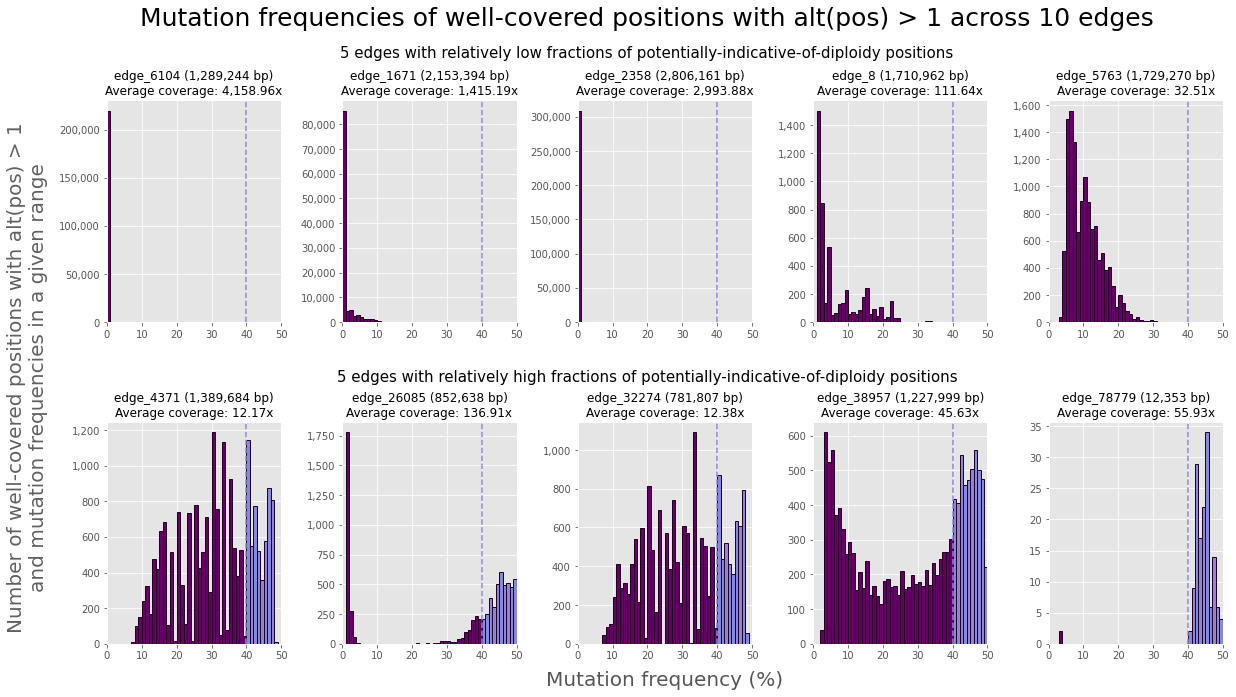 Mutation frequencies of well-covered positions with alt(pos) > 1 across 10 edges
5 edges with relatively low fractions of potentially-indicative-of-diploidy positions
edge_6104 (1,289,244 bp)
Average coverage: 4,158.96x
edge_1671 (2,153,394 bp)
Average coverage: 1,415.19x
edge_2358 (2,806,161 bp)
Average coverage: 2,993.88x
edge_8 (1,710,962 bp)
Average coverage: 111.64x
edge_5763 (1,729,270 bp)
Average coverage: 32.51x
Number of well-covered positions with alt(pos) > 1
and mutation frequencies in a given range
200,000
150,000
100,000
50,000
0
0 10 20 30 40 50
80,000
70,000
60,000
50,000
40,000
30,000
20,000
10,000
0
0 10 20 30 40 50
300,000
250,000
200,000
150,000
100,000
50,000
0
0 10 20 30 40 50
1,400
1,200
1,000
800
600
400
200
0
0 10 20 30 40 50
1,600
1,400
1,200
1,000
800
600
400
200
0
0 10 20 30 40 50
5 edges with relatively high fractions of potentially-indicative-of-diploidy positions
edge_4371 (1,389,684 bp)
Average coverage: 12.17x
edge_26085 (852,638 bp)
Average coverage: 136.91x
edge_32274 (781,807 bp)
Average coverage: 12.38x
edge_38957 (1,227,999 bp)
Average coverage: 45.63x
edge_78779 (12,353 bp)
Average coverage: 55.93x
1,200
1,000
800
600
400
200
0
0 10 20 30 40 50
1,750
1,500
1,250
1,000
750
500
250
0
0 10 20 30 40 50
1,000
800
600
400
200
0
0 10 20 30 40 50
600
500
400
300
200
100
0
0 10 20 30 40 50
35
30
25
20
15
10
5
0
0 10 20 30 40 50
Mutation frequency (%)